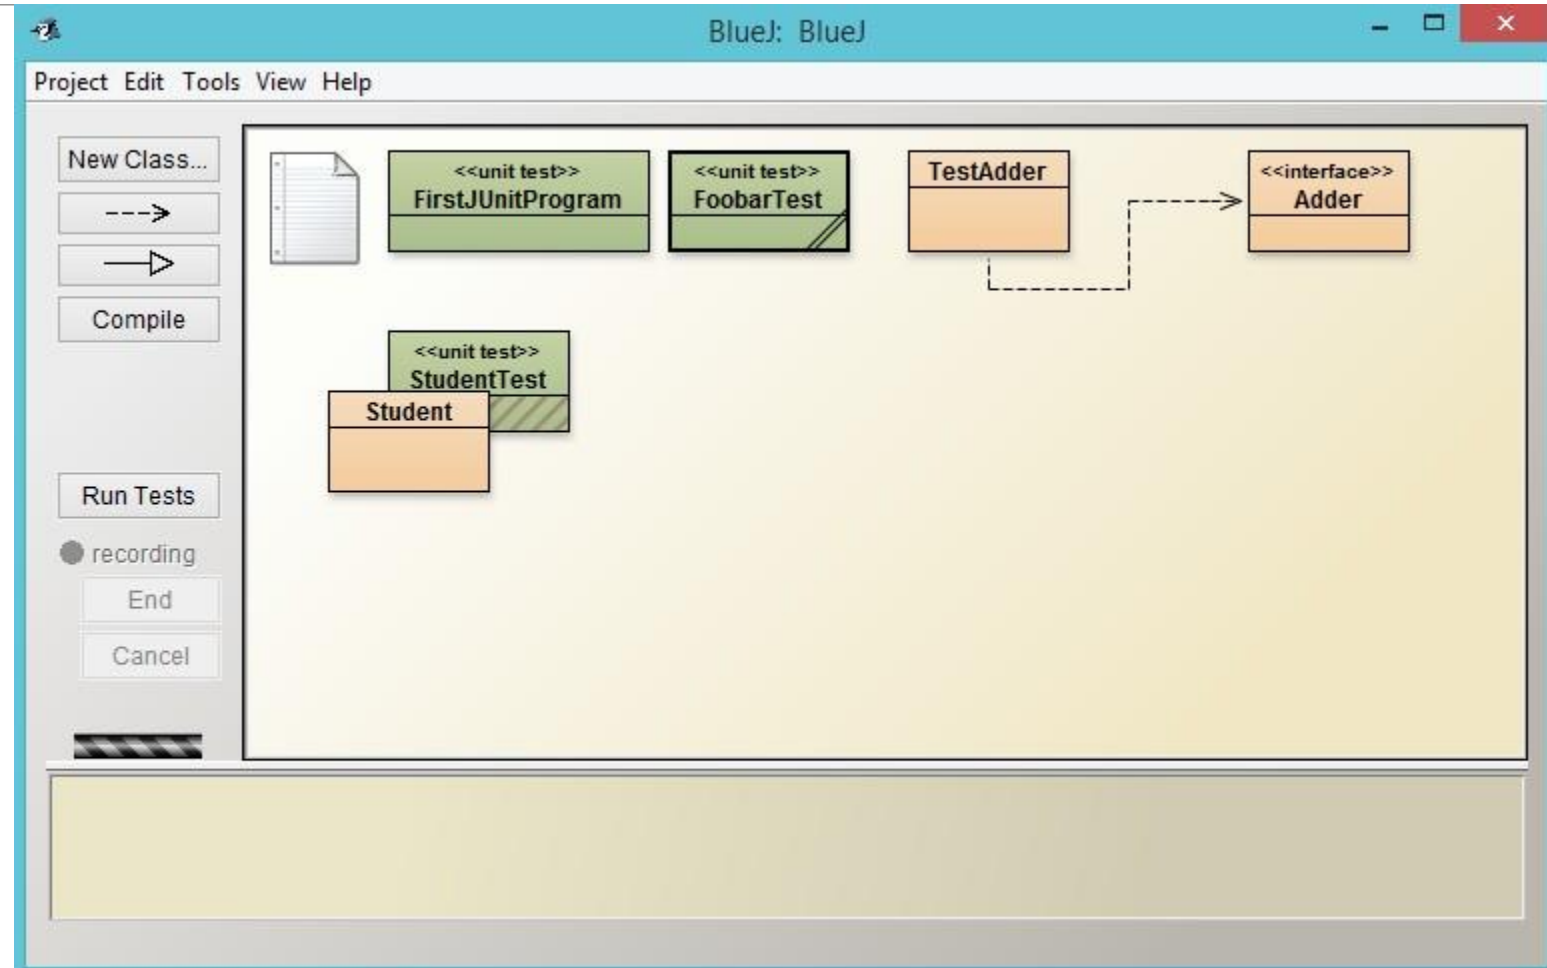 BlueJ: BlueJ
Project Edit Tools View Help
New Class...
Compile
Run Tests
recording
End
Cancel
<<unit test>>
FirstJUnitProgram
<<unit test>>
FoobarTest
TestAdder
<<interface>>
Adder
<<unit test>>
StudentTest
Student